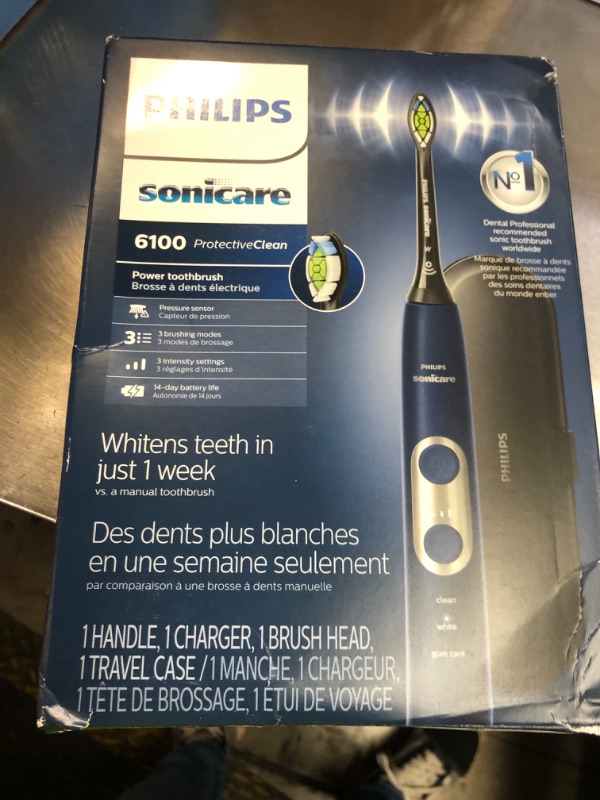 PHILIPS
sonicare
6100 ProtectiveClean
Power toothbrush
Brosse à dents électrique
Pressure sensor
Capteur de pression
3
3 brushing modes
3 modes de brossage
3 intensity settings
3 réglages d'intensité
14-day battery life
Autonomie de 14 jours
Whitens teeth in
just 1 week
vs. a manual toothbrush
Des dents plus blanches
en une semaine seulement
par comparaison à une brosse à dents manuelle
1 HANDLE, 1 CHARGER, 1 BRUSH HEAD,
1 TRAVEL CASE / 1 MANCHE, 1 CHARGEUR,
1 TÊTE DE BROSSAGE, 1 ÉTUI DE VOYAGE
No 1
Dental Professional
recommended
sonic toothbrush
worldwide
Marque de brosse à dents
sonique recommandée
par les professionnels
des soins dentaires
du monde entier
PHILIPS sonicare
W
PHILIPS
sonicare
clean
white
gum care
PHILIPS